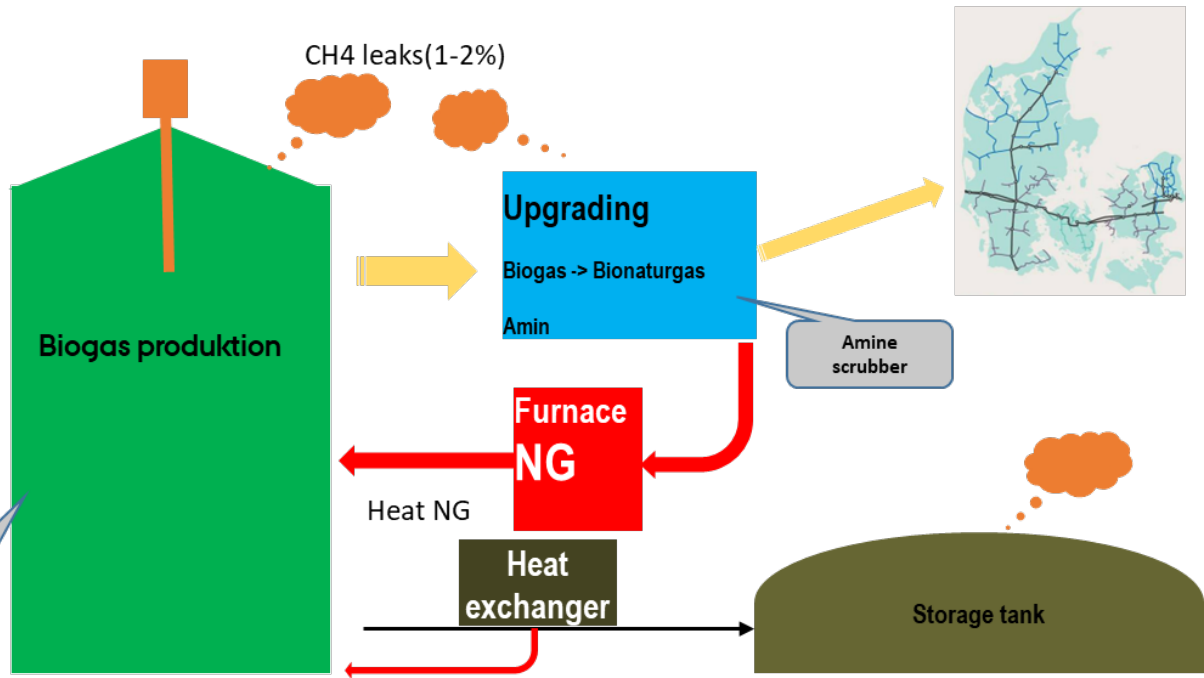 CH4 leaks(1-2%)
Upgrading
Biogas -> Bionaturgas
Amin
Amine
scrubber
Biogas produktion
Furnace
NG
Heat NG
Heat
exchanger
Storage tank